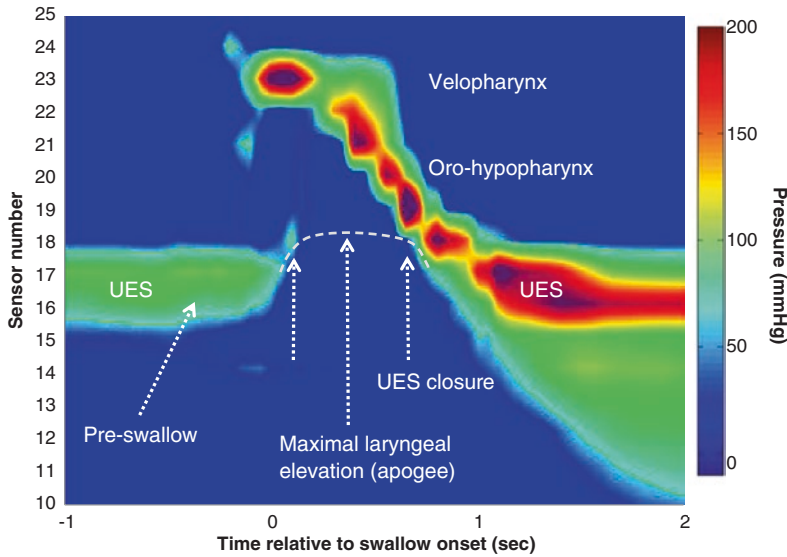 25
24
23
22
21
20
19
18
17
16
15
14
13
12
11
10
Sensor number
-1
0
1
2
Time relative to swallow onset (sec)
Velopharynx
Oro-hypopharynx
UES
UES
UES closure
Pre-swallow
Maximal laryngeal
elevation (apogee)
200
150
100
50
0
Pressure (mmHg)